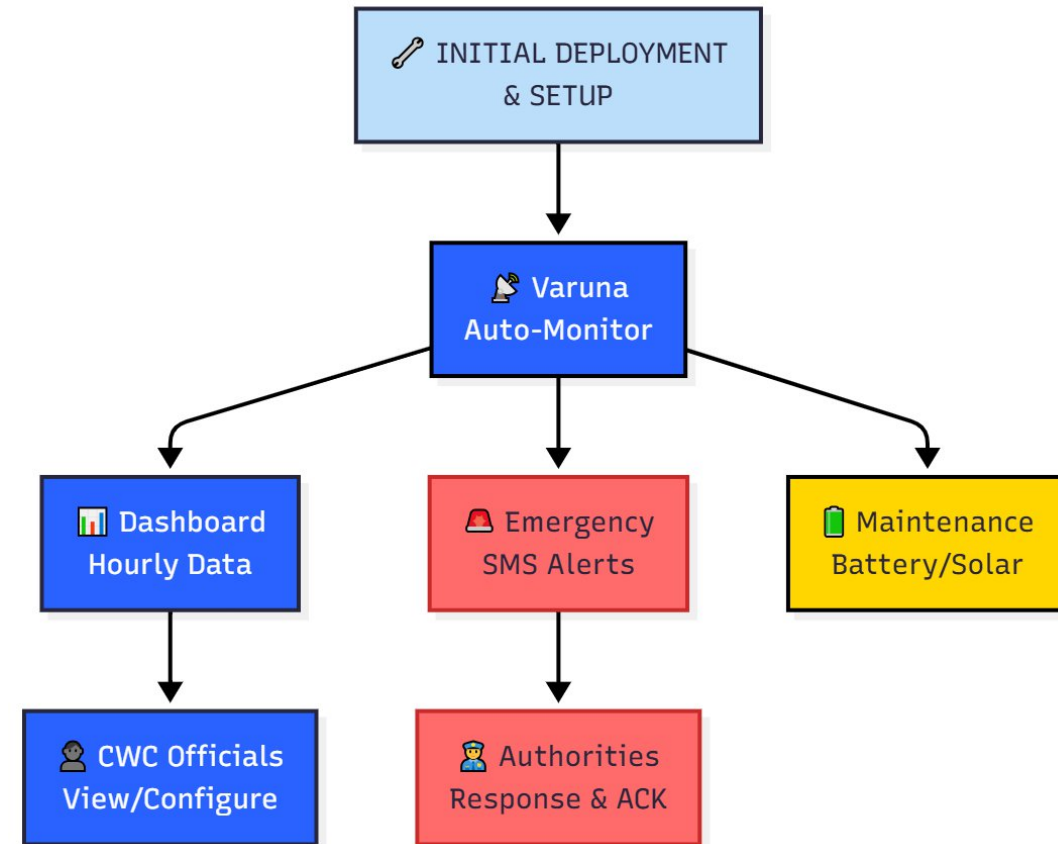 INITIAL DEPLOYMENT
& SETUP
Varuna
Auto-Monitor
Dashboard
Hourly Data
Emergency
SMS Alerts
Maintenance
Battery/Solar
CWC Officials
View/Configure
Authorities
Response & ACK